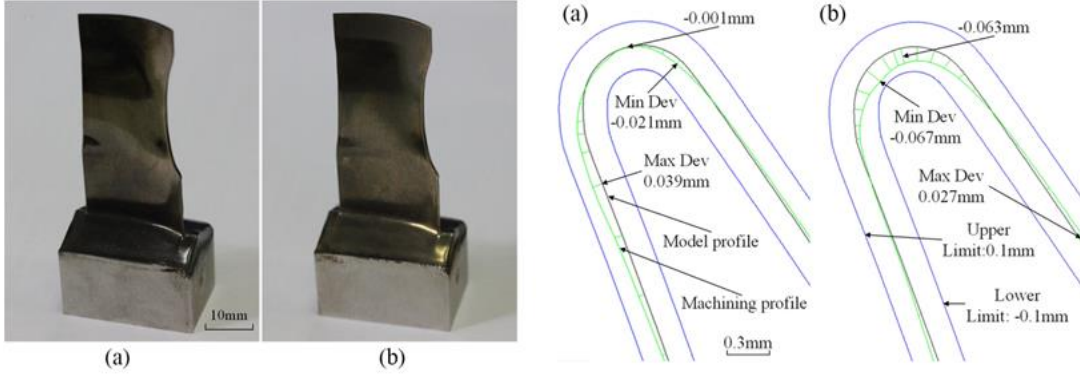 10mm
(a)
(b)
(a)
-0.001mm
Min Dev
-0.021mm
Max Dev
0.039mm
Model profile
Machining profile
0.3mm
(b)
-0.063mm
Min Dev
-0.067mm
Max Dev
0.027mm
Upper
Limit:0.1mm
Lower
Limit: -0.1mm